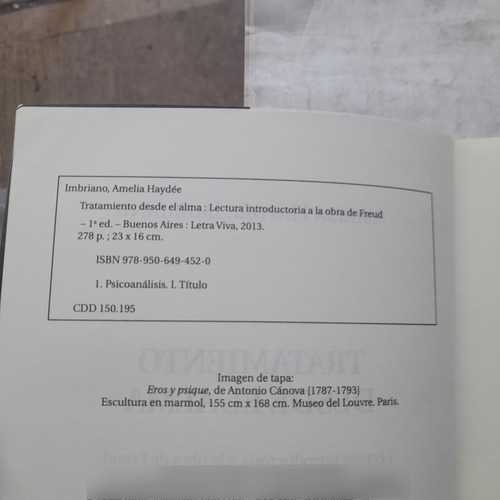 Imbriano, Amelia Haydée
Tratamiento desde el alma : Lectura introductoria a la obra de Freud
– 1ª ed. – Buenos Aires : Letra Viva, 2013.
278 p. ; 23 x 16 cm.
ISBN 978-950-649-452-0
1. Psicoanálisis. I. Título
CDD 150.195
Imagen de tapa:
Eros y psique, de Antonio Cánova (1787-1793)
Escultura en marmol, 155 cm x 168 cm. Museo del Louvre. Paris.